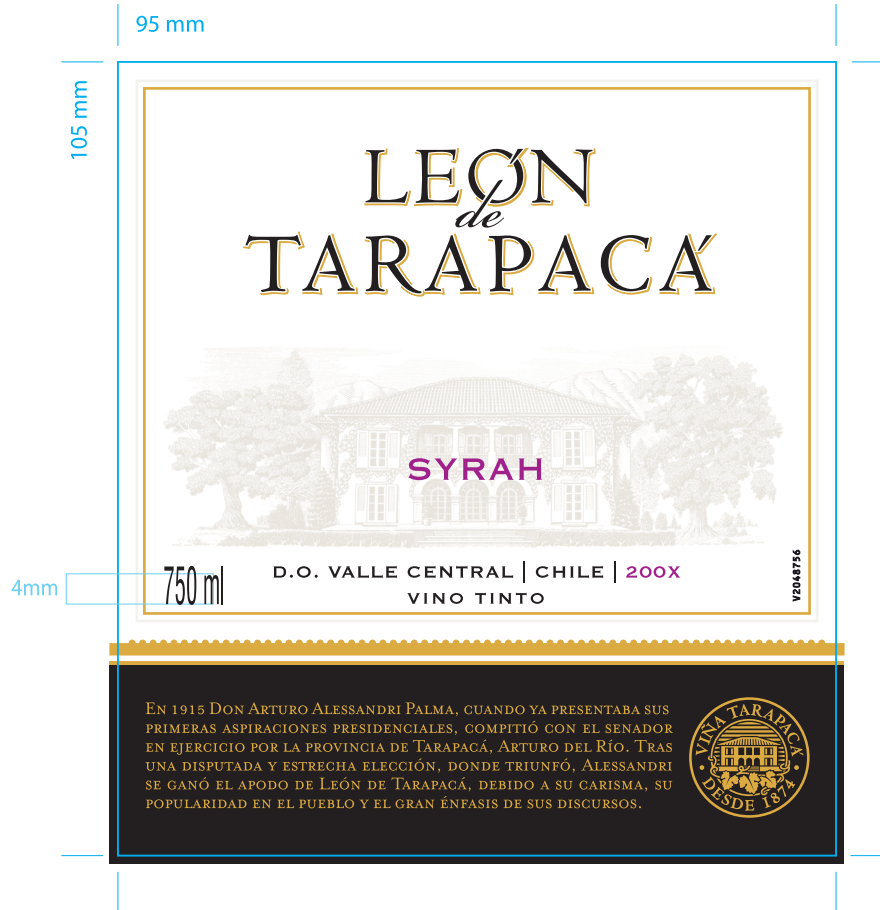 95 mm
105 mm
LEÓN
de
TARAPACÁ
SYRAH
4mm
750 ml
D.O. VALLE CENTRAL | CHILE | 200X
VINO TINTO
V2048756
EN 1915 DON ARTURO ALESSANDRI PALMA, CUANDO YA PRESENTABA SUS
PRIMERAS ASPIRACIONES PRESIDENCIALES, COMPITIÓ CON EL SENADOR
EN EJERCICIO POR LA PROVINCIA DE TARAPACÁ, ARTURO DEL RÍO. TRAS
UNA DISPUTADA Y ESTRECHA ELECCIÓN, DONDE TRIUNFÓ, ALESSANDRI
SE GANÓ EL APODO DE LEÓN DE TARAPACÁ, DEBIDO A SU CARISMA, SU
POPULARIDAD EN EL PUEBLO Y EL GRAN ÉNFASIS DE SUS DISCURSOS.
VIÑA TARAPACÁ
DESDE 1874